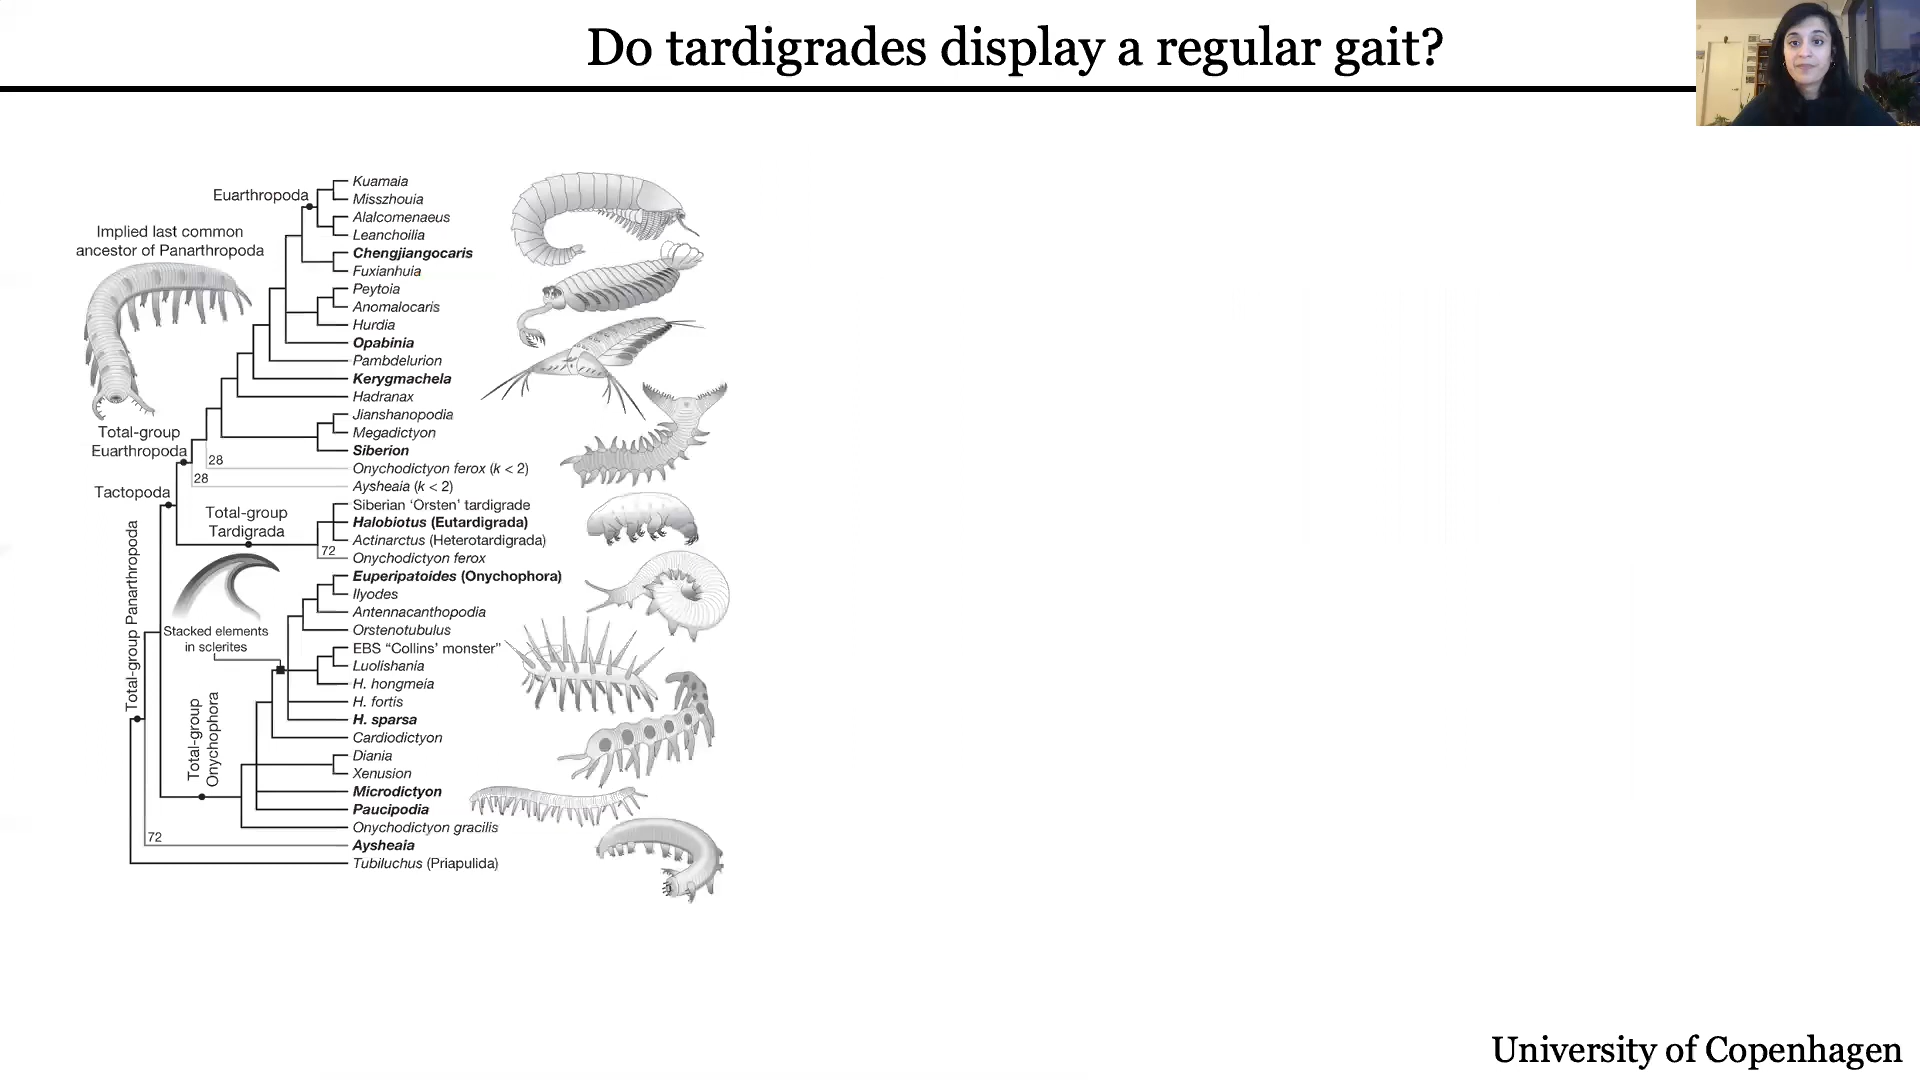 Do tardigrades display a regular gait?
Euarthropoda
Implied last common
ancestor of Panarthropoda
Kuamaia
Misszhouia
Alalcomenaeus
Leanchoilia
Chengjiangocaris
Fuxianhuia
Peytoia
Anomalocaris
Hurdia
Opabinia
Pambdelurion
Kerygmachela
Hadranax
Jianshanopodia
Megadictyon
Siberion
Total-group
Euarthropoda
28
Onychodictyon ferox (k < 2)
28
Aysheaia (k < 2)
Tactopoda
Total-group
Tardigrada
Siberian ‘Orsten’ tardigrade
Halobiotus (Eutardigrada)
Actinarctus (Heterotardigrada)
72
Onychodictyon ferox
Total-group Panarthropoda
Euperipatoides (Onychophora)
Ilyodes
Antennacanthopodia
Orstenotubulus
Stacked elements
in sclerites
EBS “Collins’ monster”
Luolishania
H. hongmeia
H. fortis
H. sparsa
Cardiodictyon
Total-group
Onychophora
Diania
Xenusion
Microdictyon
Paucipodia
Onychodictyon gracilis
72
Aysheaia
Tubiluchus (Priapulida)
University of Copenhagen